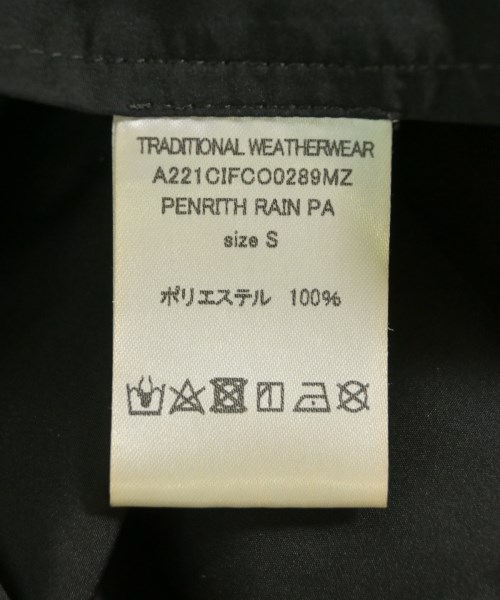 TRADITIONAL WEATHERWEAR
A221CIFCO0289MZ
PENRITH RAIN PA
size S
ポリエステル 100%